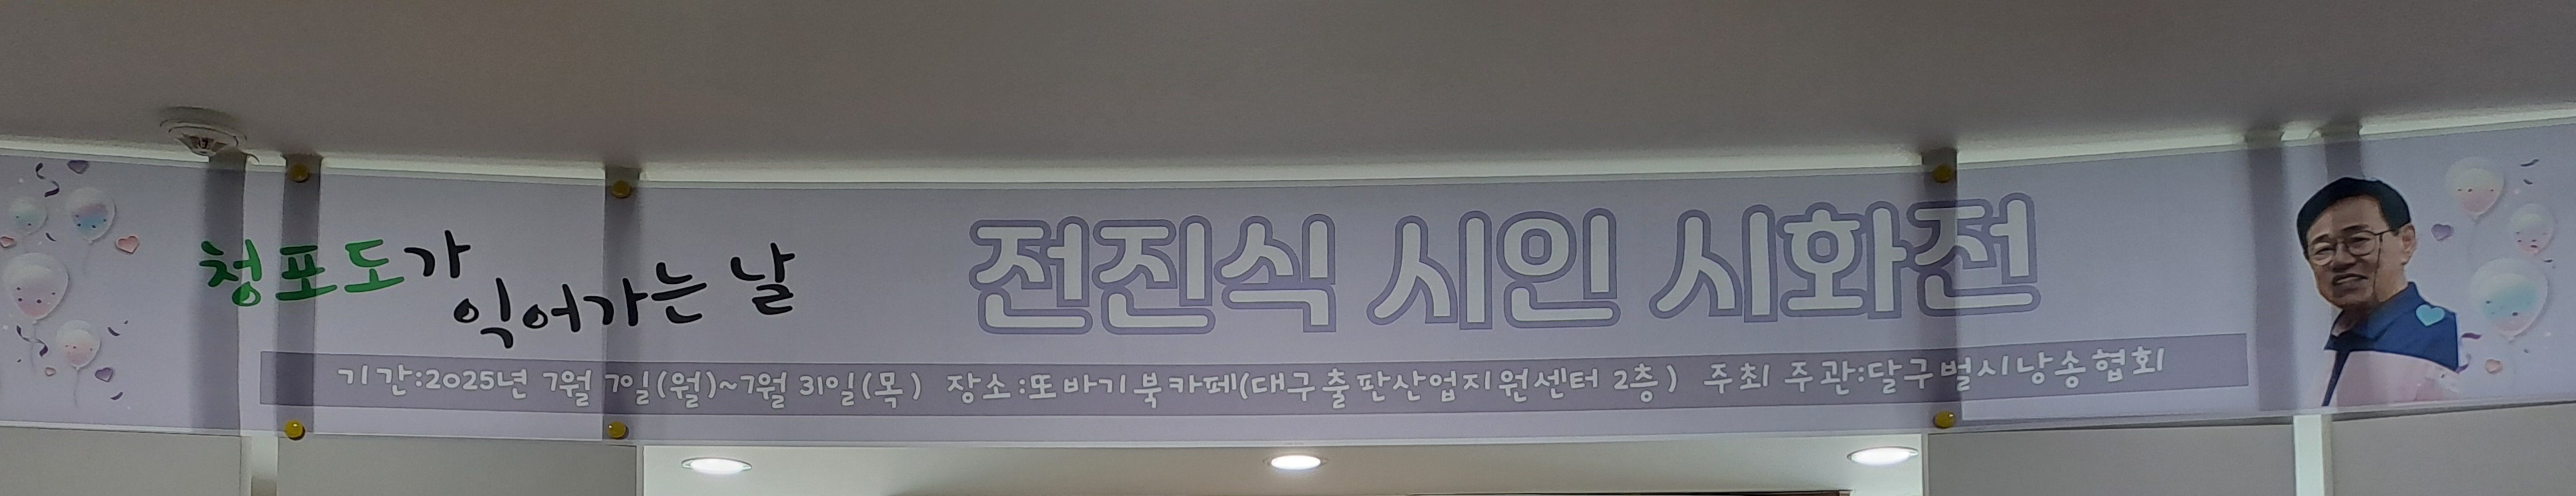 청포도가
익어가는 날
전진식 시인 시화전
기간:2025년 7월 7일(월)~7월 31일(목) 장소:또바기북카페(대구출판산업지원센터 2층) 주최 주관:달구벌시낭송협회